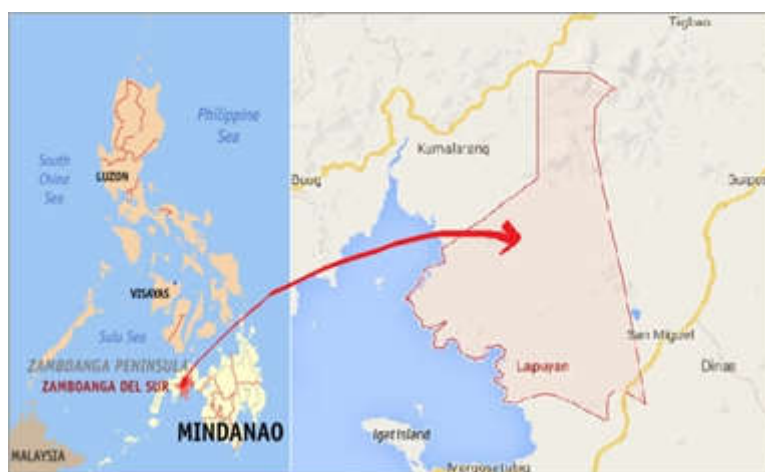 Philippine
Sea
South
China
Sea
LUZON
VISAYAS
Sulu Sea
ZAMBOANGA PENINSULA
ZAMBOANGA DEL SUR
MINDANAO
MALAYSIA
Tigbao
Kumalarang
Buug
San Miguel
Lapuyan
Dinas
Igat Island